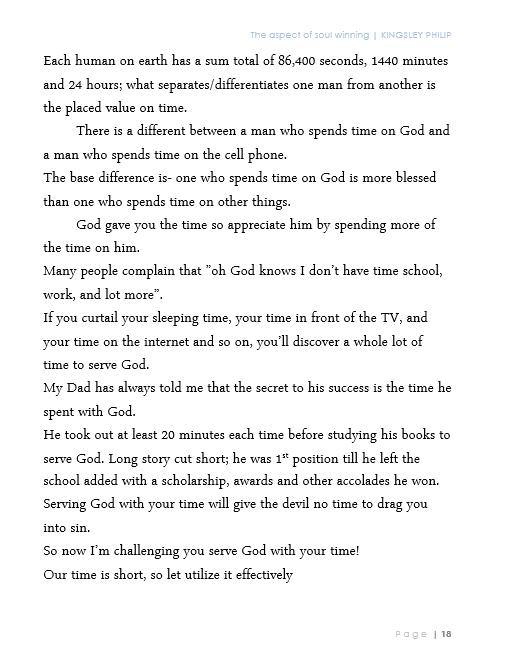 The aspect of soul winning | KINGSLEY PHILIP
Each human on earth has a sum total of 86,400 seconds, 1440 minutes
and 24 hours; what separates/differentiates one man from another is
the placed value on time.
There is a different between a man who spends time on God and
a man who spends time on the cell phone.
The base difference is- one who spends time on God is more blessed
than one who spends time on other things.
God gave you the time so appreciate him by spending more of
the time on him.
Many people complain that ”oh God knows I don’t have time school,
work, and lot more”.
If you curtail your sleeping time, your time in front of the TV, and
your time on the internet and so on, you’ll discover a whole lot of
time to serve God.
My Dad has always told me that the secret to his success is the time he
spent with God.
He took out at least 20 minutes each time before studying his books to
serve God. Long story cut short; he was 1st position till he left the
school added with a scholarship, awards and other accolades he won.
Serving God with your time will give the devil no time to drag you
into sin.
So now I’m challenging you serve God with your time!
Our time is short, so let utilize it effectively
Page | 18